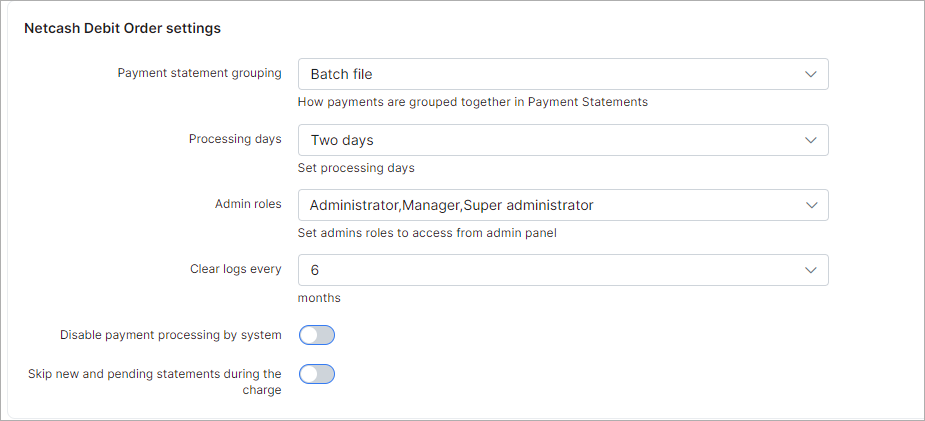 Netcash Debit Order settings
Payment statement grouping
Batch file
How payments are grouped together in Payment Statements
Processing days
Two days
Set processing days
Admin roles
Administrator,Manager,Super administrator
Set admins roles to access from admin panel
Clear logs every
6
months
Disable payment processing by system
Skip new and pending statements during the
charge